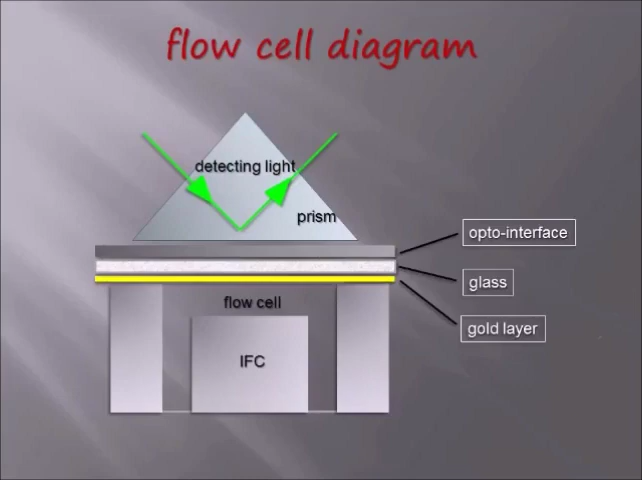 flow cell diagram
detecting light
prism
opto-interface
glass
gold layer
flow cell
IFC